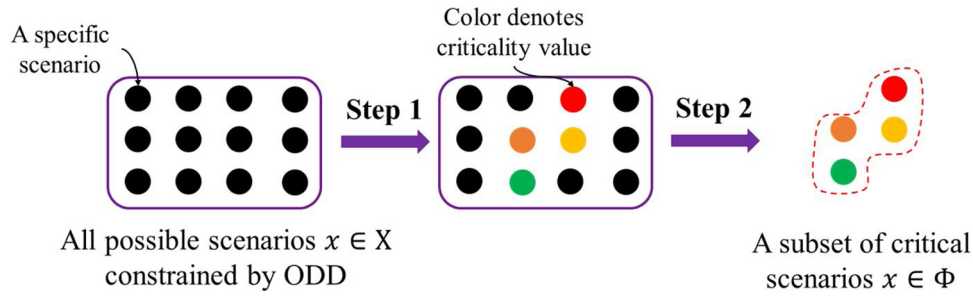 A specific
scenario
Color denotes
criticality value
Step 1
Step 2
All possible scenarios 𝑥 ∈ X
constrained by ODD
A subset of critical
scenarios 𝑥 ∈ Φ